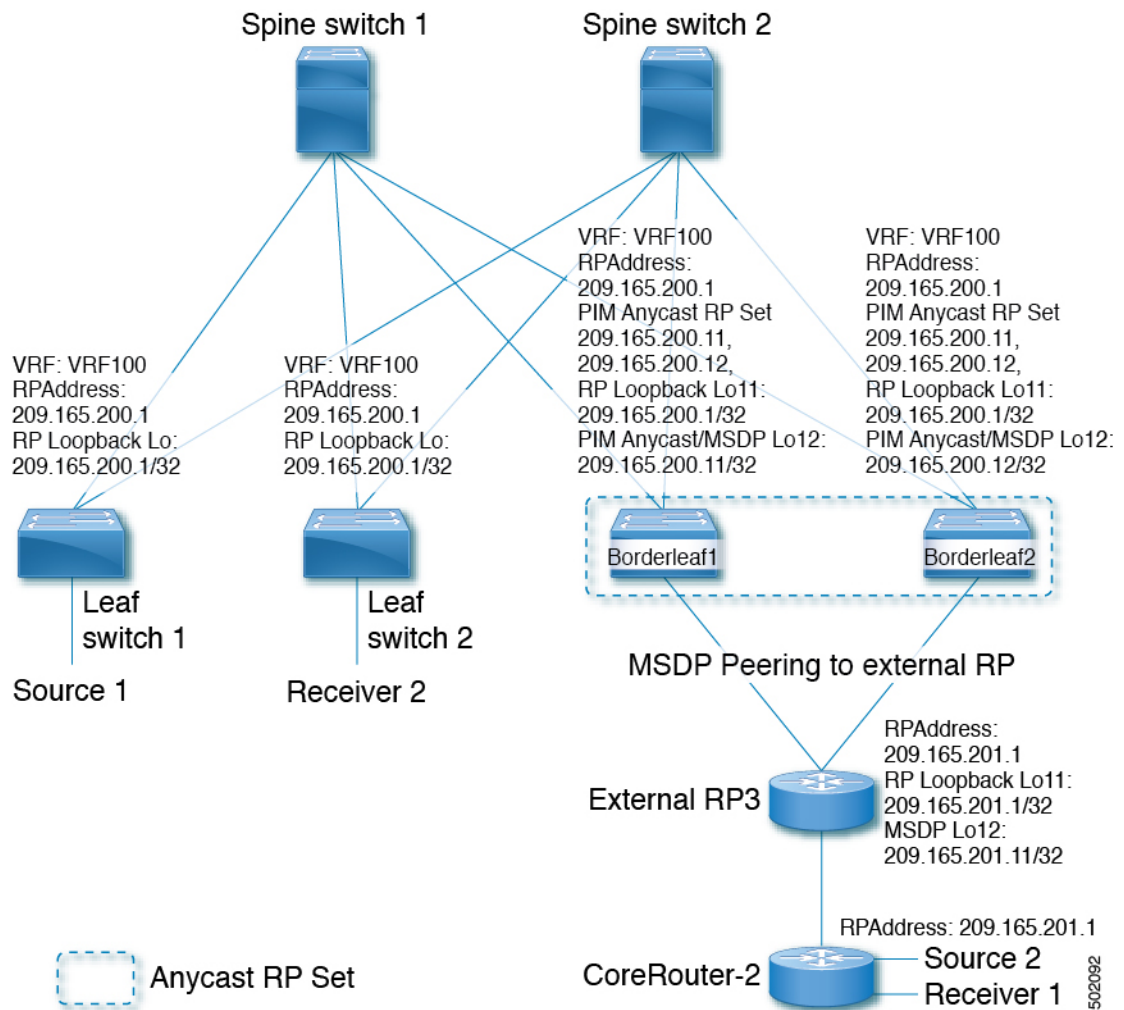 Spine switch 1
Spine switch 2
VRF: VRF100
RPAddress:
209.165.200.1
PIM Anycast RP Set
209.165.200.11,
209.165.200.12,
RP Loopback Lo11:
209.165.200.1/32
PIM Anycast/MSDP Lo12:
209.165.200.11/32
VRF: VRF100
RPAddress:
209.165.200.1
PIM Anycast RP Set
209.165.200.11,
209.165.200.12,
RP Loopback Lo11:
209.165.200.1/32
PIM Anycast/MSDP Lo12:
209.165.200.12/32
VRF: VRF100
RPAddress:
209.165.200.1
RP Loopback Lo:
209.165.200.1/32
VRF: VRF100
RPAddress:
209.165.200.1
RP Loopback Lo:
209.165.200.1/32
Borderleaf1
Borderleaf2
Leaf
switch 1
Leaf
switch 2
Source 1
Receiver 2
MSDP Peering to external RP
External RP3
RPAddress:
209.165.201.1
RP Loopback Lo11:
209.165.201.1/32
MSDP Lo12:
209.165.201.11/32
RPAddress: 209.165.201.1
CoreRouter-2
Source 2
Receiver 1
Anycast RP Set
502092